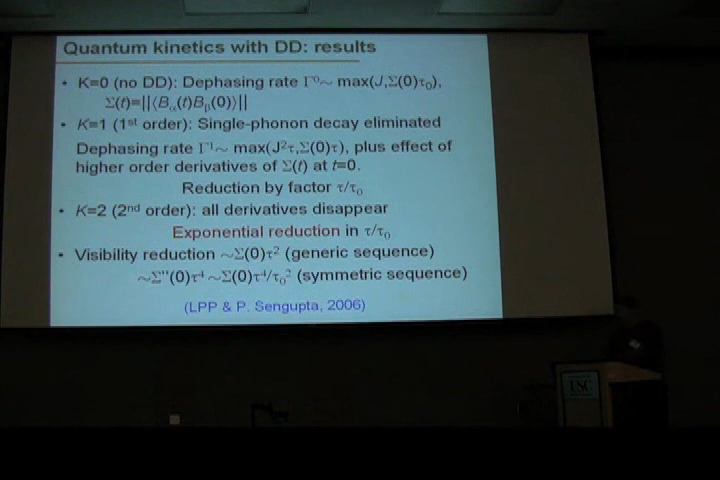 Quantum kinetics with DD: results
• K=0 (no DD): Dephasing rate Γ⁰~ max(J,Σ(0)τ₀),
Σ(t)=||⟨Bα(t)Bβ(0)⟩||
• K=1 (1st order): Single-phonon decay eliminated
Dephasing rate Γ¹~ max(J²τ,Σ(0)τ), plus effect of
higher order derivatives of Σ(t) at t=0.
Reduction by factor τ/τ₀
• K=2 (2nd order): all derivatives disappear
Exponential reduction in τ/τ₀
• Visibility reduction ~Σ(0)τ² (generic sequence)
~Σ''(0)τ⁴ ~Σ(0)τ⁴/τ₀² (symmetric sequence)
(LPP & P. Sengupta, 2006)
USC